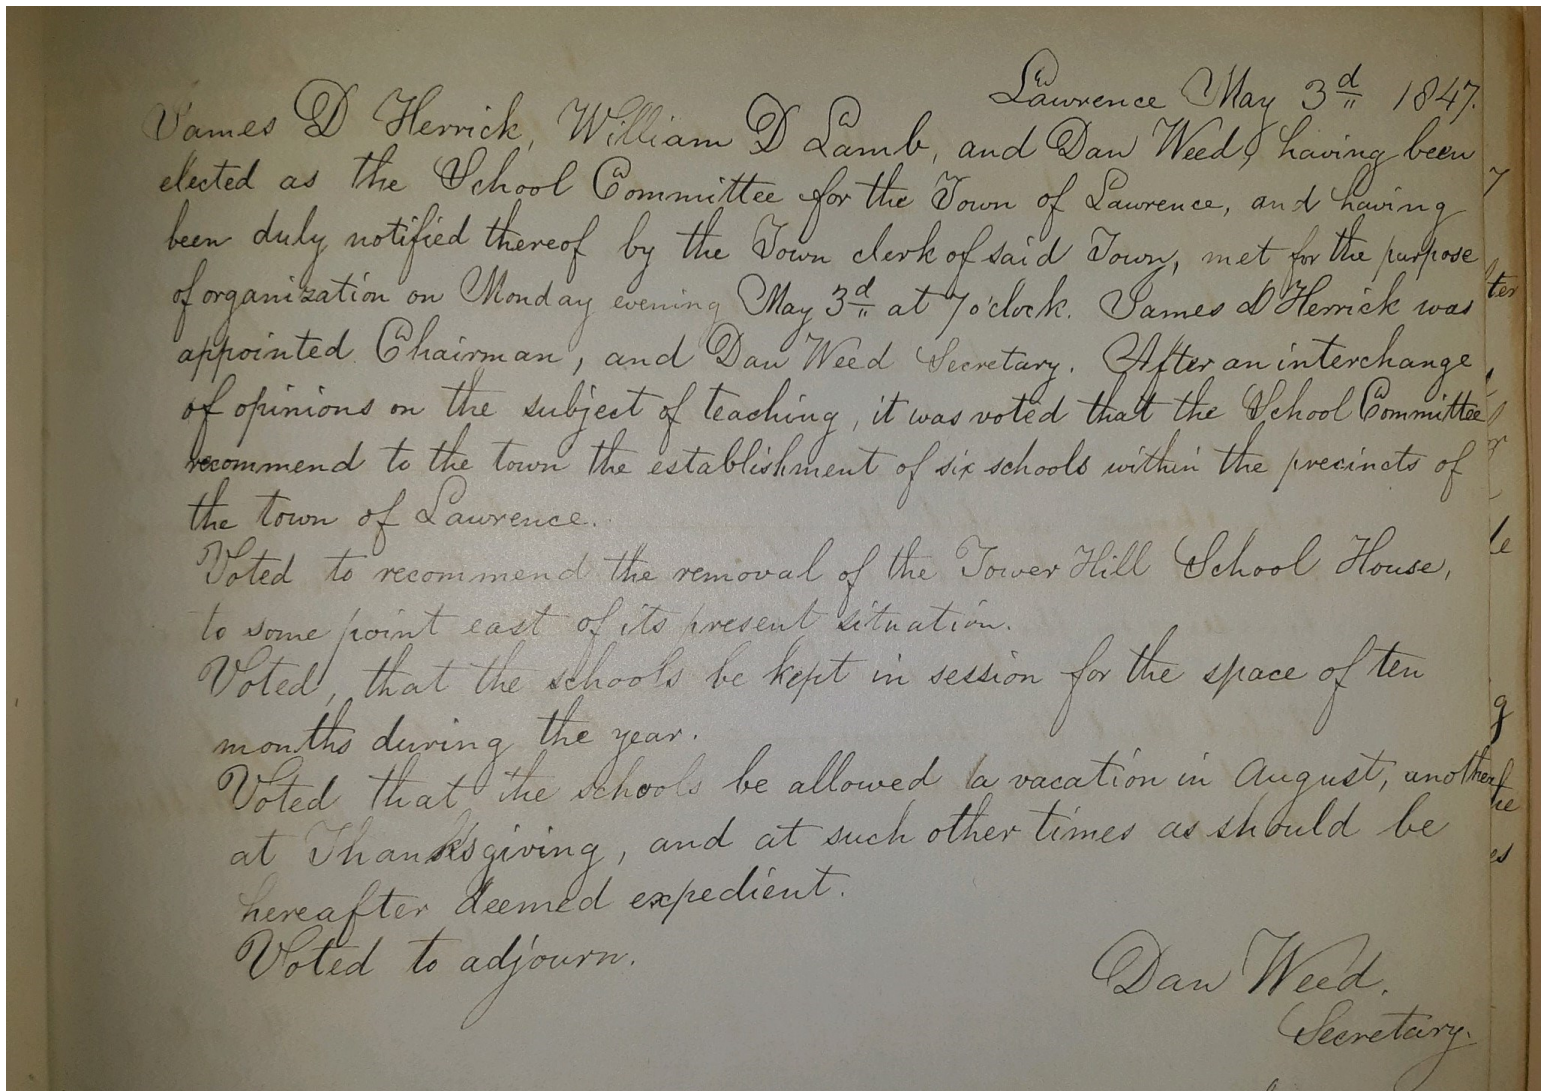 Lawrence May 3d 1847.
James D Herrick, William D Lamb, and Dan Weed, having been
elected as the School Committee for the Town of Lawrence, and having
been duly notified thereof by the Town clerk of said Town, met for the purpose
of organization on Monday evening May 3d at 7 o'clock. James D Herrick was
appointed Chairman, and Dan Weed Secretary. After an interchange
of opinions on the subject of teaching, it was voted that the School Committee
recommend to the town the establishment of six schools within the precincts of
the town of Lawrence.
Voted to recommend the removal of the Tower Hill School House,
to some point east of its present situation.
Voted, that the schools be kept in session for the space of ten
months during the year.
Voted that the schools be allowed a vacation in August, another
at Thanksgiving, and at such other times as should be
hereafter deemed expedient.
Voted to adjourn.
Dan Weed.
Secretary.